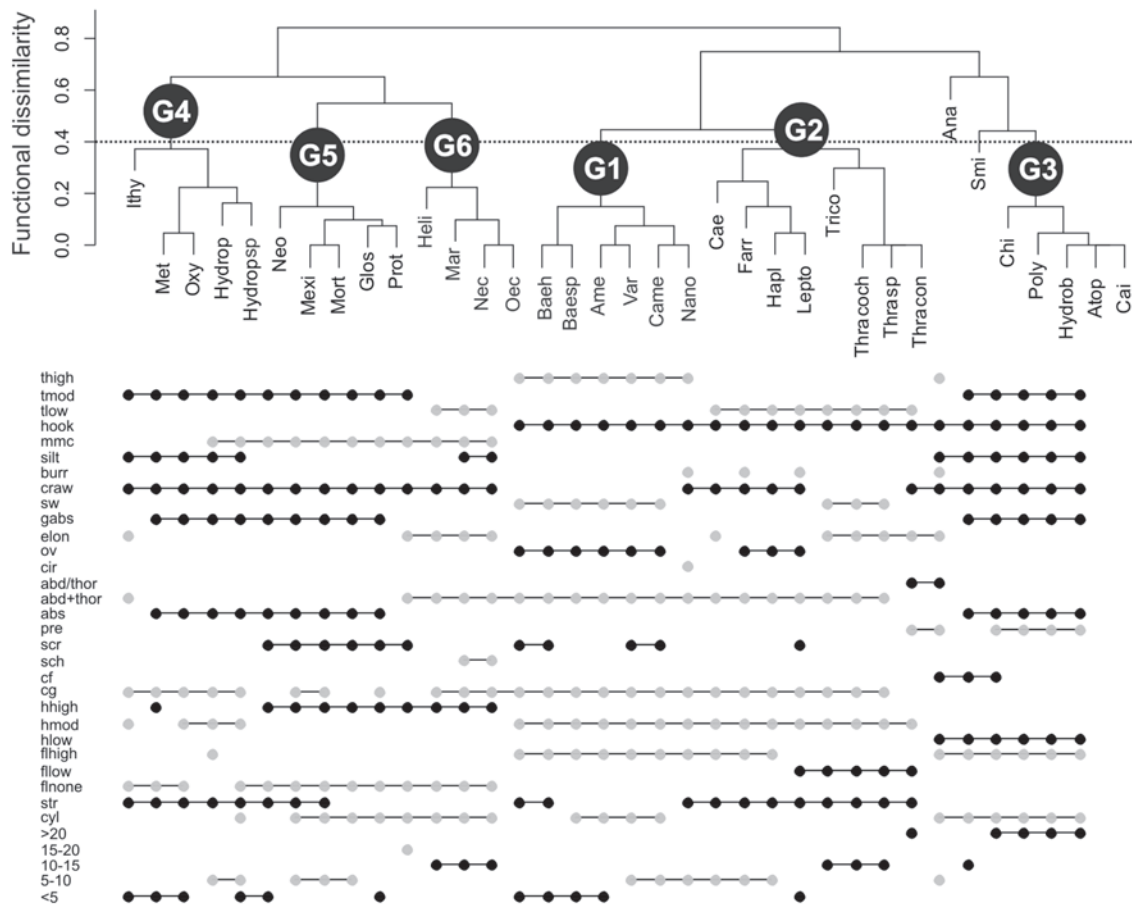 Functional dissimilarity
0.8
0.6
0.4
0.2
0.0
G4
G5
G6
G1
G2
G3
Ithy
Met
Oxy
Hydrop
Hydropsp
Neo
Mexi
Mort
Glos
Prot
Heli
Mar
Nec
Oec
Baeh
Baesp
Ame
Var
Came
Nano
Cae
Farr
Hapl
Lepto
Trico
Thracoch
Thrasp
Thracon
Ana
Smi
Chi
Poly
Hydrob
Atop
Cai
thigh
tmod
tlow
hook
mmc
silt
burr
craw
sw
gabs
elon
ov
cir
abd/thor
abd+thor
abs
pre
scr
sch
cf
cg
hhigh
hmod
hlow
flhigh
fllow
flnone
str
cyl
>20
15-20
10-15
5-10
<5